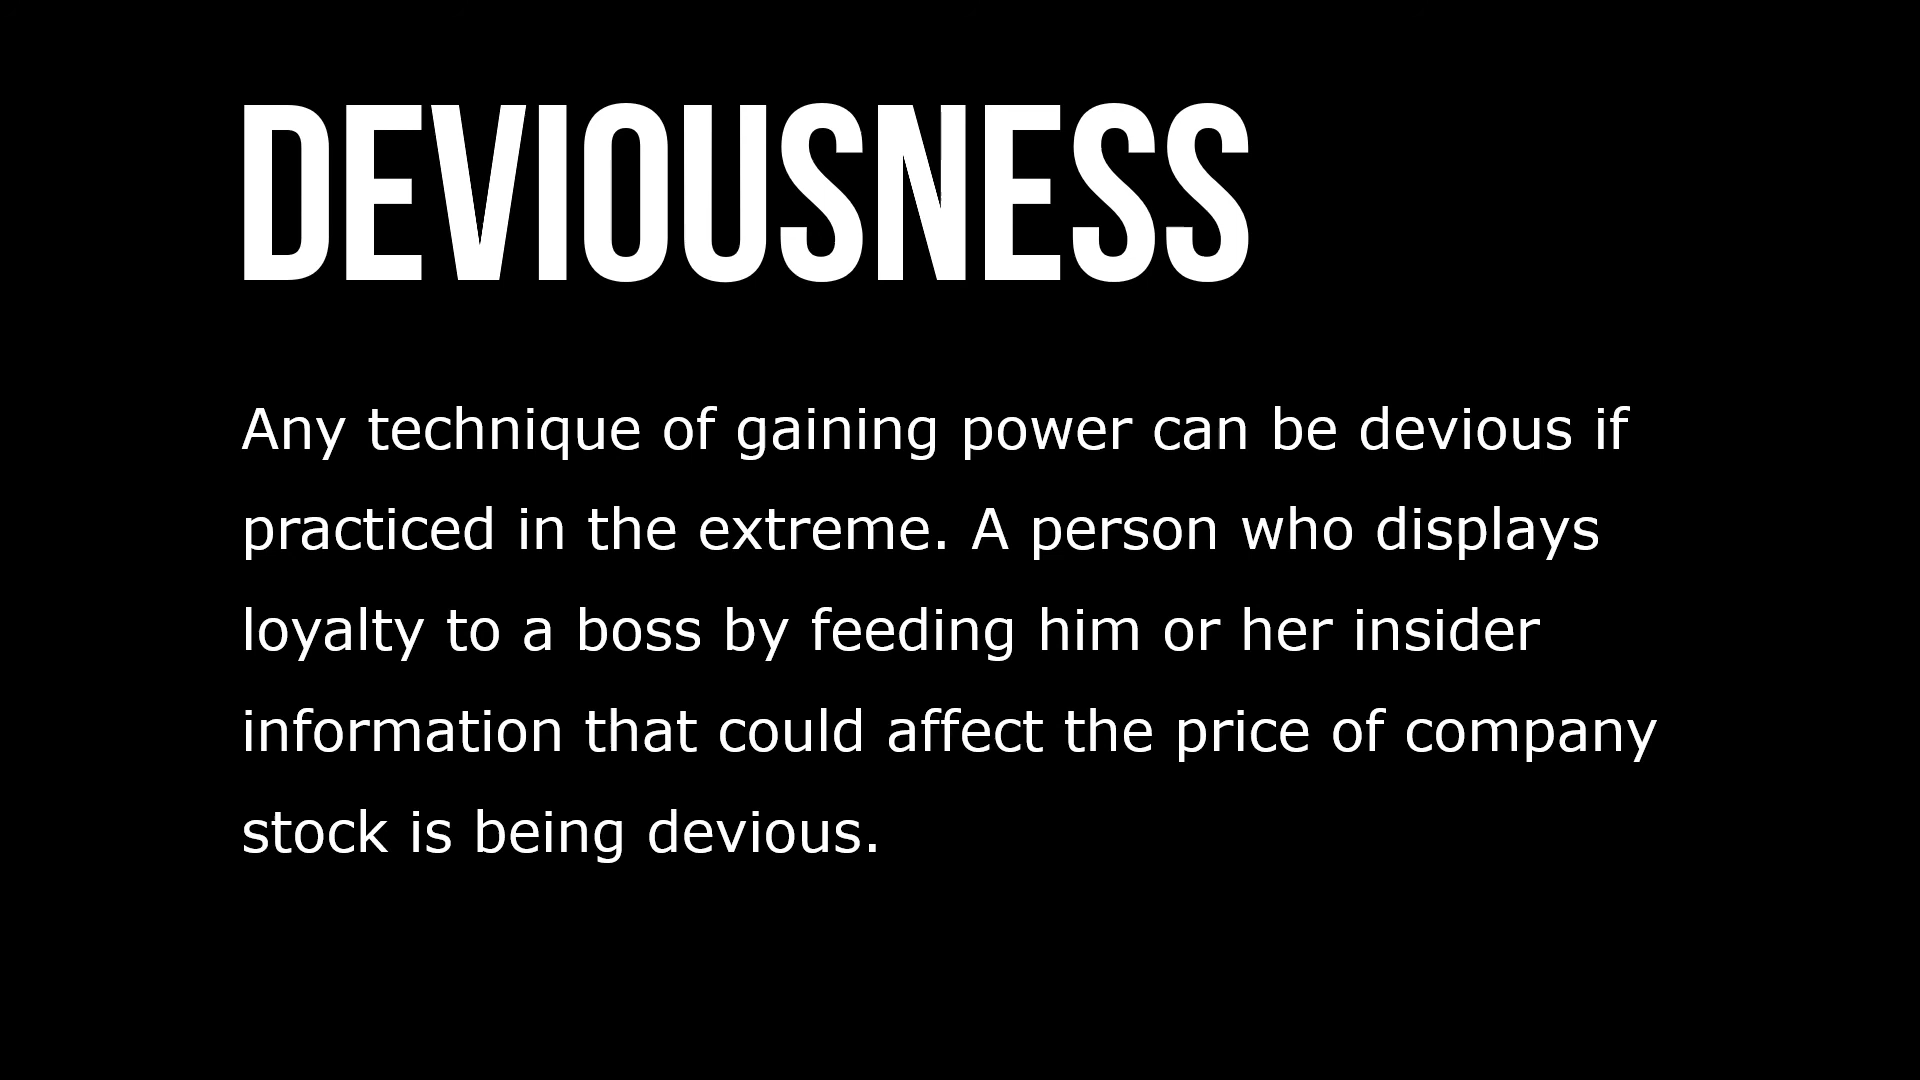 DEVIOUSNESS
Any technique of gaining power can be devious if
practiced in the extreme. A person who displays
loyalty to a boss by feeding him or her insider
information that could affect the price of company
stock is being devious.